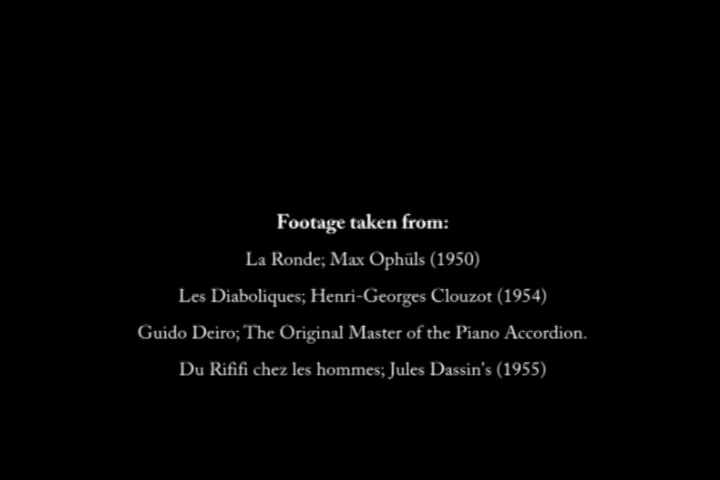 Footage taken from:
La Ronde; Max Ophüls (1950)
Les Diaboliques; Henri-Georges Clouzot (1954)
Guido Deiro; The Original Master of the Piano Accordion.
Du Rififi chez les hommes; Jules Dassin's (1955)